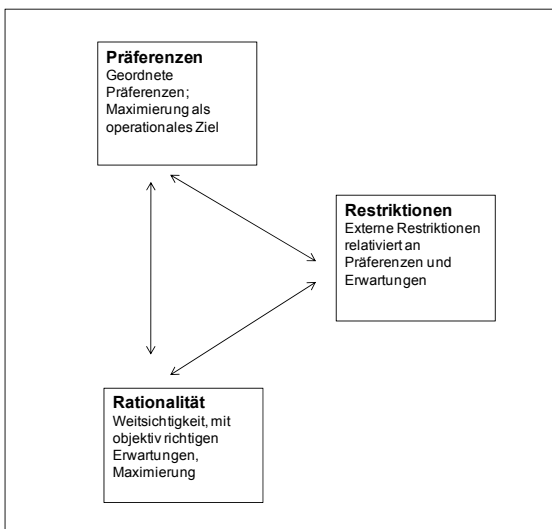 Präferenzen
Geordnete
Präferenzen;
Maximierung als
operationales Ziel
Restriktionen
Externe Restriktionen
relativiert an
Präferenzen und
Erwartungen
Rationalität
Weitsichtigkeit, mit
objektiv richtigen
Erwartungen,
Maximierung